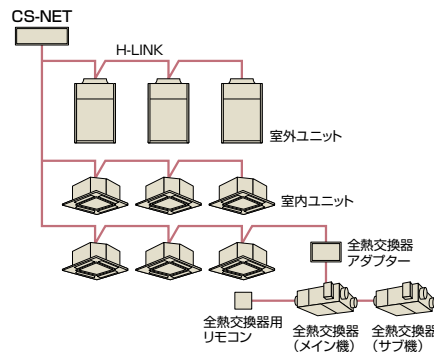 CS-NET
H-LINK
室外ユニット
室内ユニット
全熱交換器
アダプター
全熱交換器用
リモコン
全熱交換器
（メイン機）
全熱交換器
（サブ機）